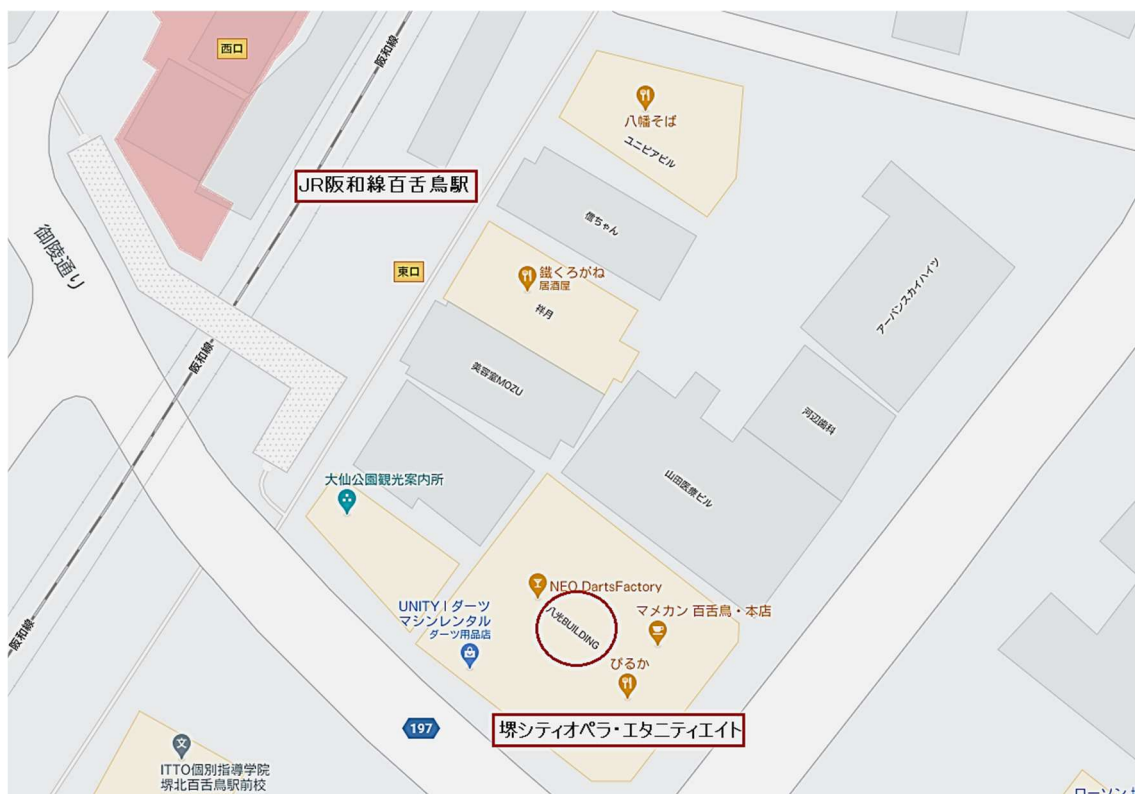 西口
阪和線
八幡そば
ユニピアビル
JR阪和線百舌鳥駅
信ちゃん
御陵通り
東口
鐵くろがね
居酒屋
祥月
アーバンスカイハイツ
阪和線
美容室MOZU
河辺歯科
大仙公園観光案内所
山田医療ビル
NEO DartsFactory
UNITY | ダーツ
マシンレンタル
ダーツ用品店
八光BUILDING
マメカン 百舌鳥・本店
阪和線
ぴるか
197
堺シティオペラ・エタニティエイト
ITTO個別指導学院
堺北百舌鳥駅前校
ローソン